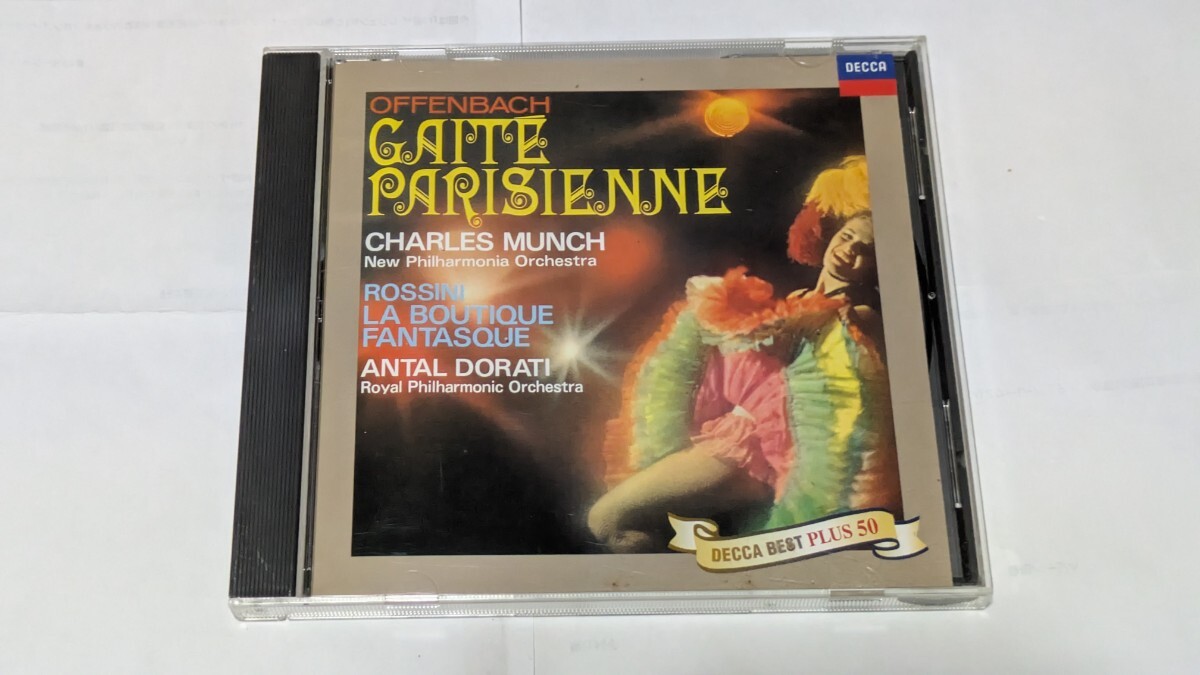 DECCA
OFFENBACH
GAITÉ
PARISIENNE
CHARLES MUNCH
New Philharmonia Orchestra
ROSSINI
LA BOUTIQUE
FANTASQUE
ANTAL DORATI
Royal Philharmonic Orchestra
DECCA BEST PLUS 50